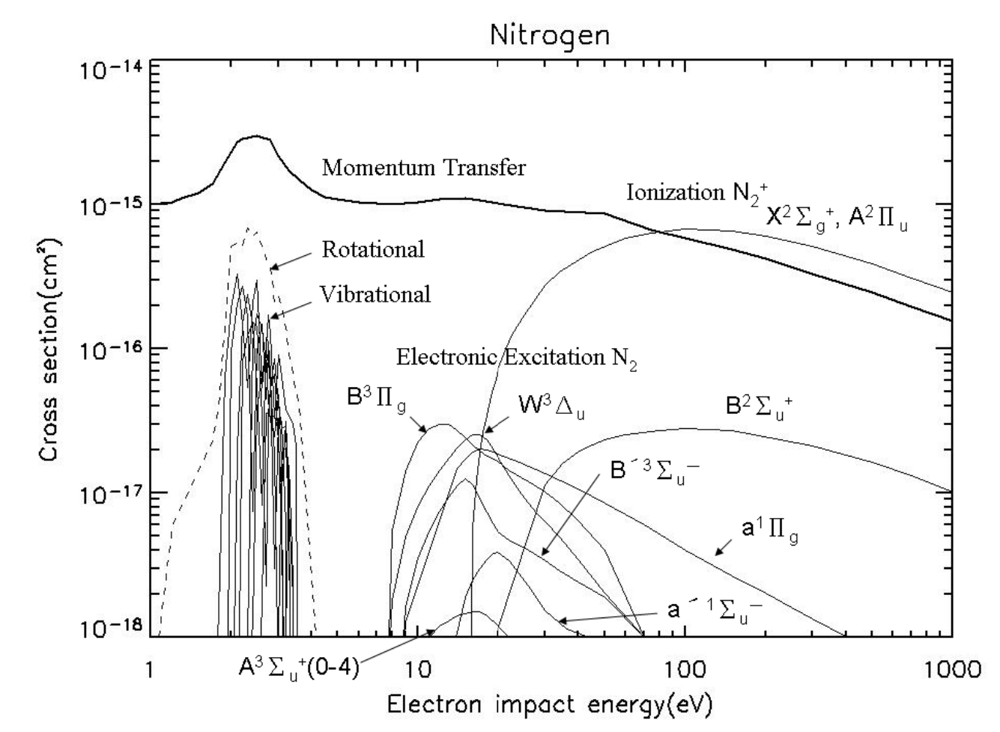 Nitrogen
10⁻¹⁴
Momentum Transfer
Ionization N₂⁺
10⁻¹⁵
X²Σg⁺, A²Πu
Rotational
Vibrational
Cross section(cm²)
10⁻¹⁶
Electronic Excitation N₂
B³Πg
W³Δu
B²Σu⁺
B´³Σu⁻
10⁻¹⁷
a¹Πg
a´¹Σu⁻
10⁻¹⁸
A³Σu⁺(0-4)
1 10 100 1000
Electron impact energy(eV)